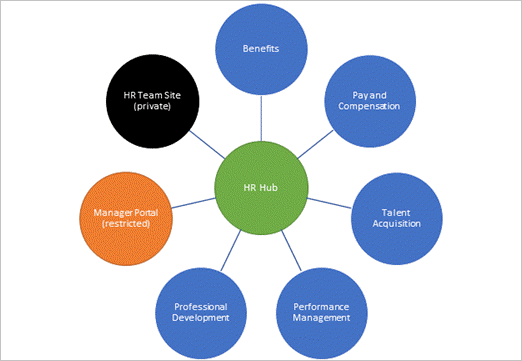 Benefits
Pay and
Compensation
Talent
Acquisition
Performance
Management
Professional
Development
Manager Portal
(restricted)
HR Team Site
(private)
HR Hub